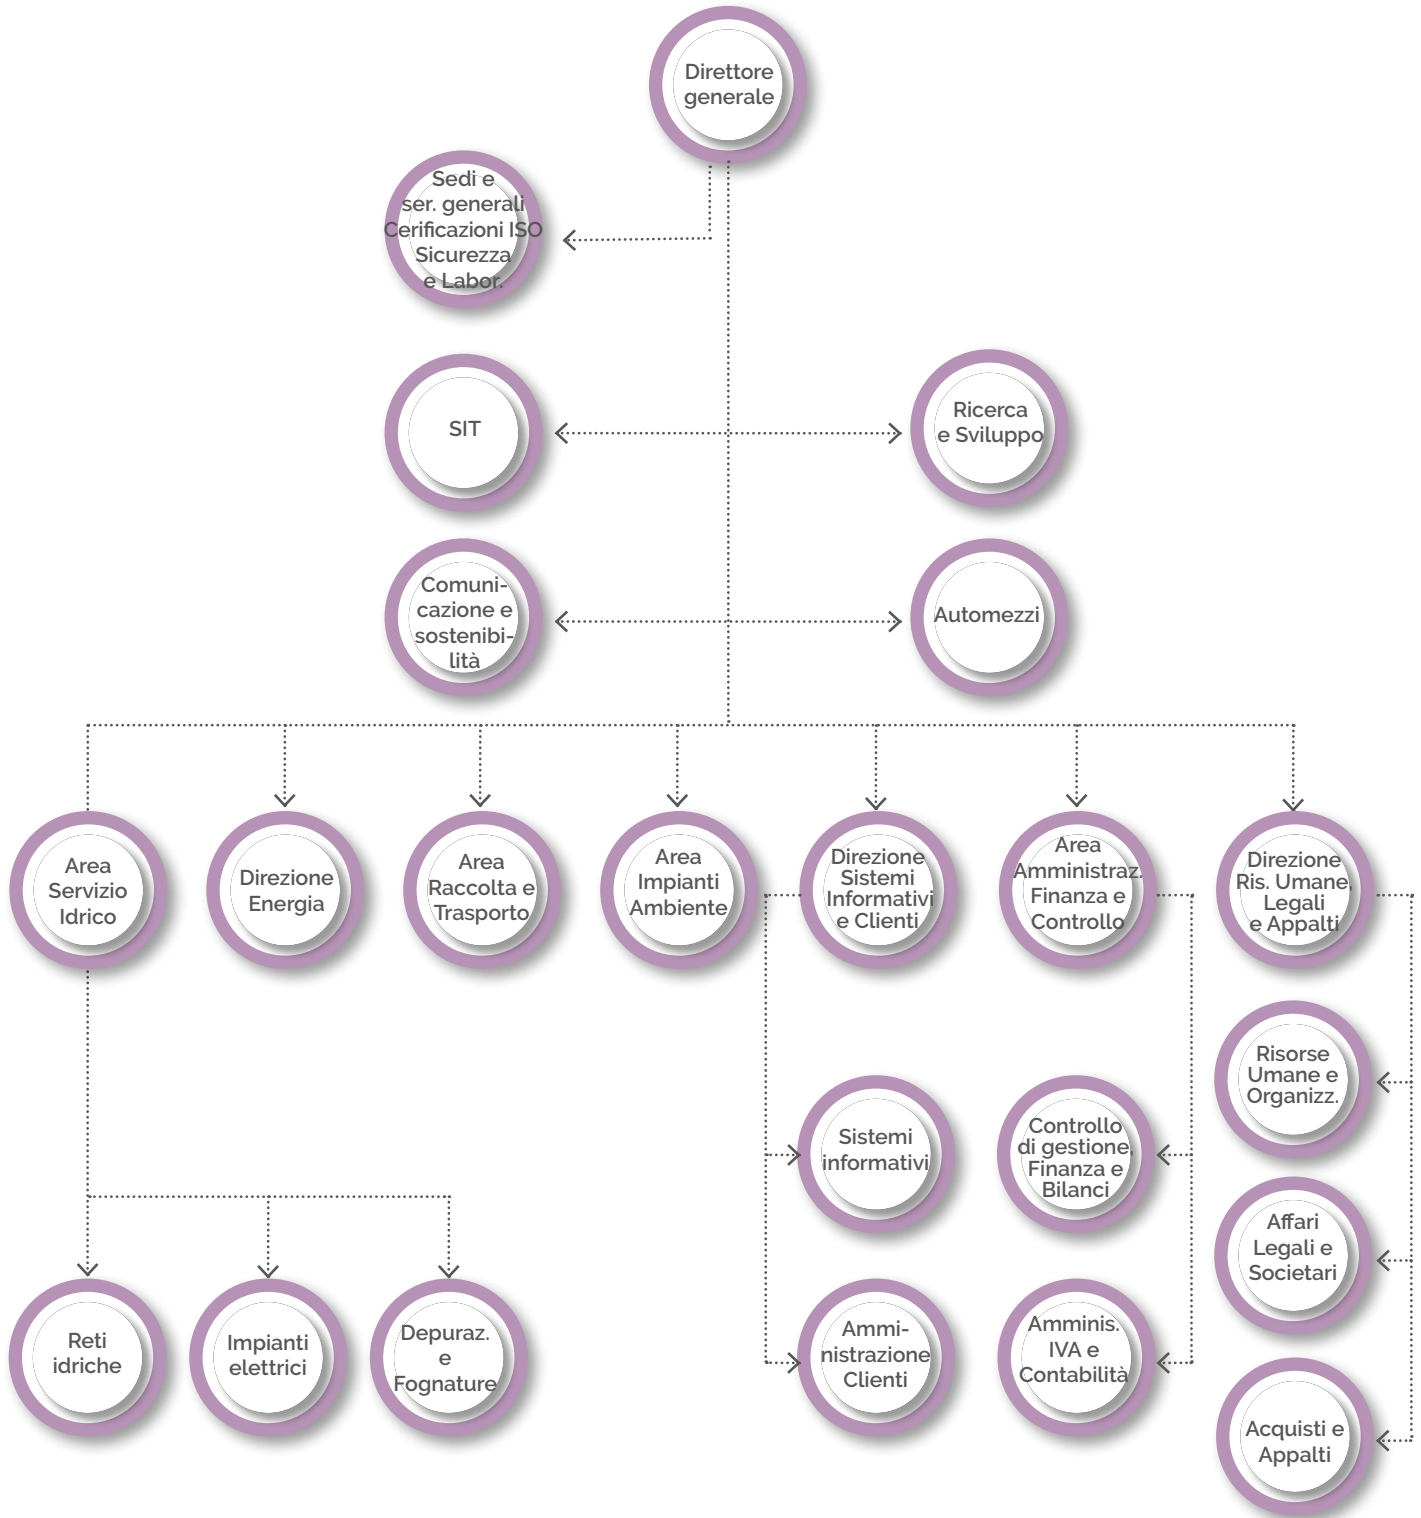 Direttore
generale
Sedi e
ser. generali
Cerificazioni ISO
Sicurezza
e Labor.
SIT
Ricerca
e Sviluppo
Comuni-
cazione e
sostenibi-
lità
Automezzi
Area
Servizio
Idrico
Direzione
Energia
Area
Raccolta e
Trasporto
Area
Impianti
Ambiente
Direzione
Sistemi
Informativi
e Clienti
Area
Amministraz.
Finanza e
Controllo
Direzione
Ris. Umane,
Legali
e Appalti
Risorse
Umane e
Organizz.
Sistemi
informativi
Controllo
di gestione,
Finanza e
Bilanci
Affari
Legali e
Societari
Reti
idriche
Impianti
elettrici
Depuraz.
e
Fognature
Ammi-
nistrazione
Clienti
Amminis.
IVA e
Contabilità
Acquisti e
Appalti